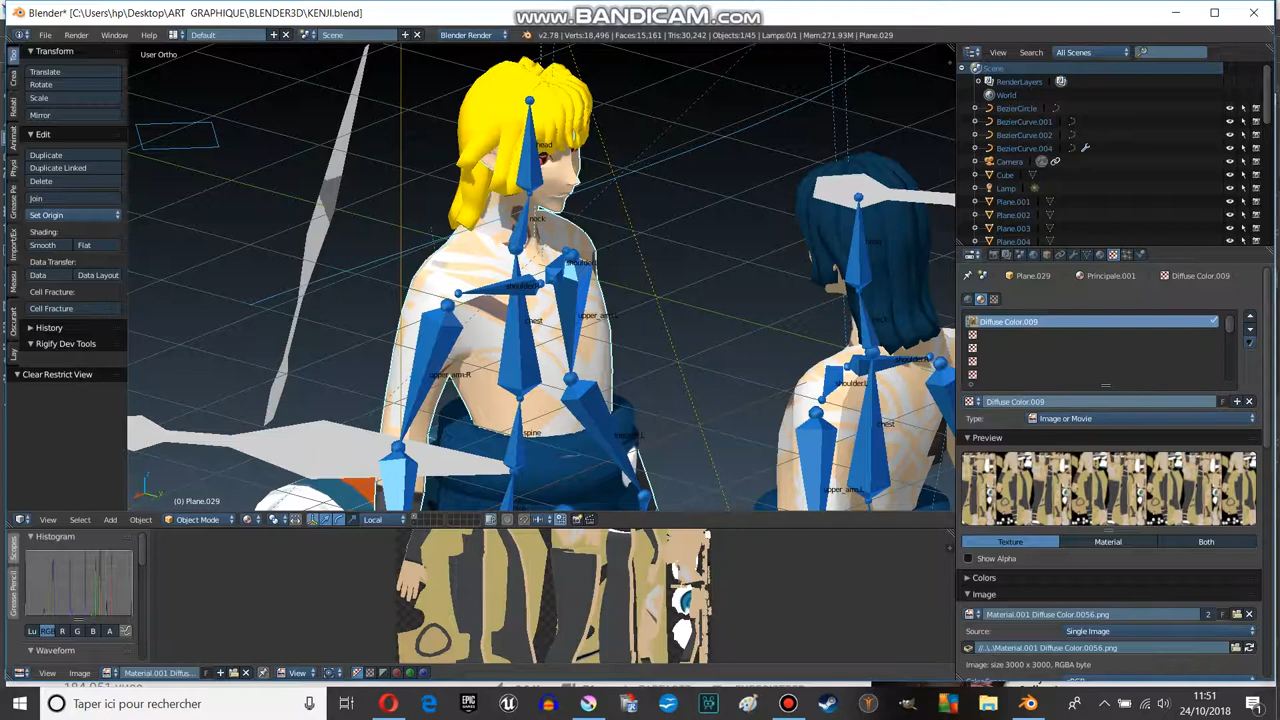 Blender* [C:\Users\hp\Desktop\ART GRAPHIQUE\BLENDER3D\KENJI.blend]
www.BANDICAM.com
File Render Window Help Default Scene Blender Render v2.78 | Verts:18,496 | Faces:15,161 | Tris:30,242 | Objects:1/45 | Lamps:0/1 | Mem:271.93M | Plane.029
Transform
Translate
Rotate
Scale
Mirror
Edit
Duplicate
Duplicate Linked
Delete
Join
Set Origin
Shading:
Smooth Flat
Data Transfer:
Data Data Layout
Cell Fracture:
Cell Fracture
History
Rigify Dev Tools
Clear Restrict View
User Ortho
head
neck
chest
upper_arm.L
upper_arm.R
spine
shoulder.L
chest
upper_arm.L
(0) Plane.029
View Select Add Object Object Mode Local
View Search All Scenes
Scene
RenderLayers
World
BezierCircle
BezierCurve.001
BezierCurve.002
BezierCurve.004
Camera
Cube
Lamp
Plane.001
Plane.002
Plane.003
Plane.004
Plane.029 Principale.001 Diffuse Color.009
Diffuse Color.009
Diffuse Color.009 F
Type: Image or Movie
Preview
Texture Material Both
Show Alpha
Colors
Image
Material.001 Diffuse Color.0056.png 2 F
Source: Single Image
//..\..\Material.001 Diffuse Color.0056.png
Image: size 3000 x 3000, RGBA byte
Histogram
Lu RGB R G B A
Waveform
Scopes
Grease Pencil
View Image Material.001 Diffus... F View
Taper ici pour rechercher
11:51
24/10/2018